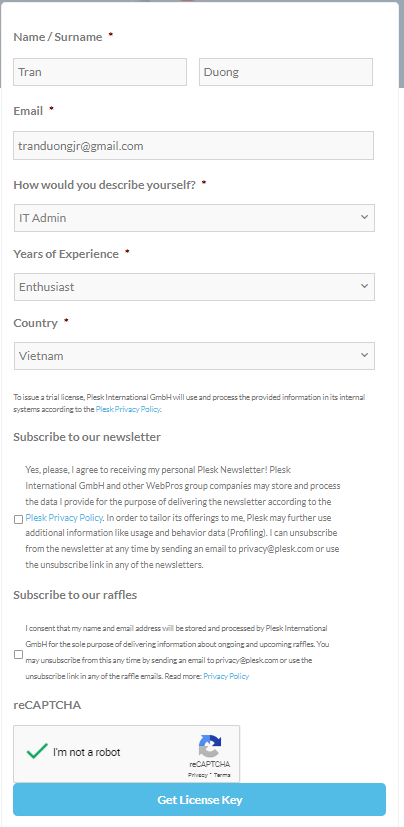 Name / Surname *
Tran Duong
Email *
tranduongjr@gmail.com
How would you describe yourself? *
IT Admin
Years of Experience *
Enthusiast
Country *
Vietnam
To issue a trial license, Plesk International GmbH will use and process the provided information in its internal
systems according to the Plesk Privacy Policy.
Subscribe to our newsletter
Yes, please, I agree to receiving my personal Plesk Newsletter! Plesk
International GmbH and other WebPros group companies may store and process
the data I provide for the purpose of delivering the newsletter according to the
Plesk Privacy Policy. In order to tailor its offerings to me, Plesk may further use
additional information like usage and behavior data (Profiling). I can unsubscribe
from the newsletter at any time by sending an email to privacy@plesk.com or use
the unsubscribe link in any of the newsletters.
Subscribe to our raffles
I consent that my name and email address will be stored and processed by Plesk International
GmbH for the sole purpose of delivering information about ongoing and upcoming raffles. You
may unsubscribe from this any time by sending an email to privacy@plesk.com or use the
unsubscribe link in any of the raffle emails. Read more: Privacy Policy
reCAPTCHA
I'm not a robot
reCAPTCHA
Privacy • Terms
Get License Key